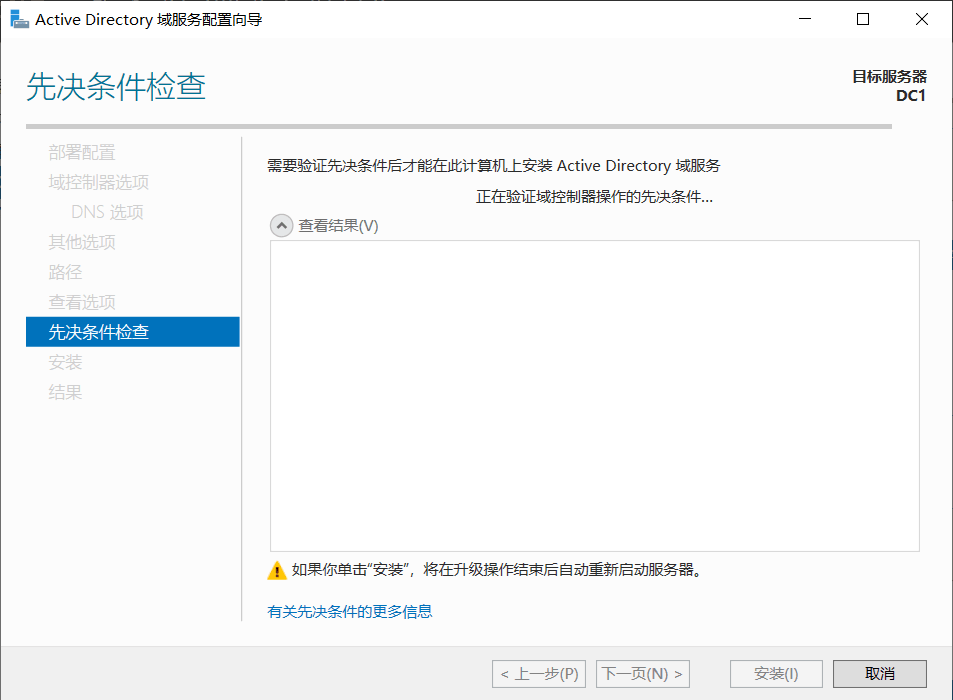 Active Directory 域服务配置向导
先决条件检查
目标服务器
DC1
部署配置
域控制器选项
DNS 选项
其他选项
路径
查看选项
先决条件检查
安装
结果
需要验证先决条件后才能在此计算机上安装 Active Directory 域服务
正在验证域控制器操作的先决条件...
查看结果(V)
如果你单击“安装”，将在升级操作结束后自动重新启动服务器。
有关先决条件的更多信息
< 上一步(P)
下一页(N) >
安装(I)
取消